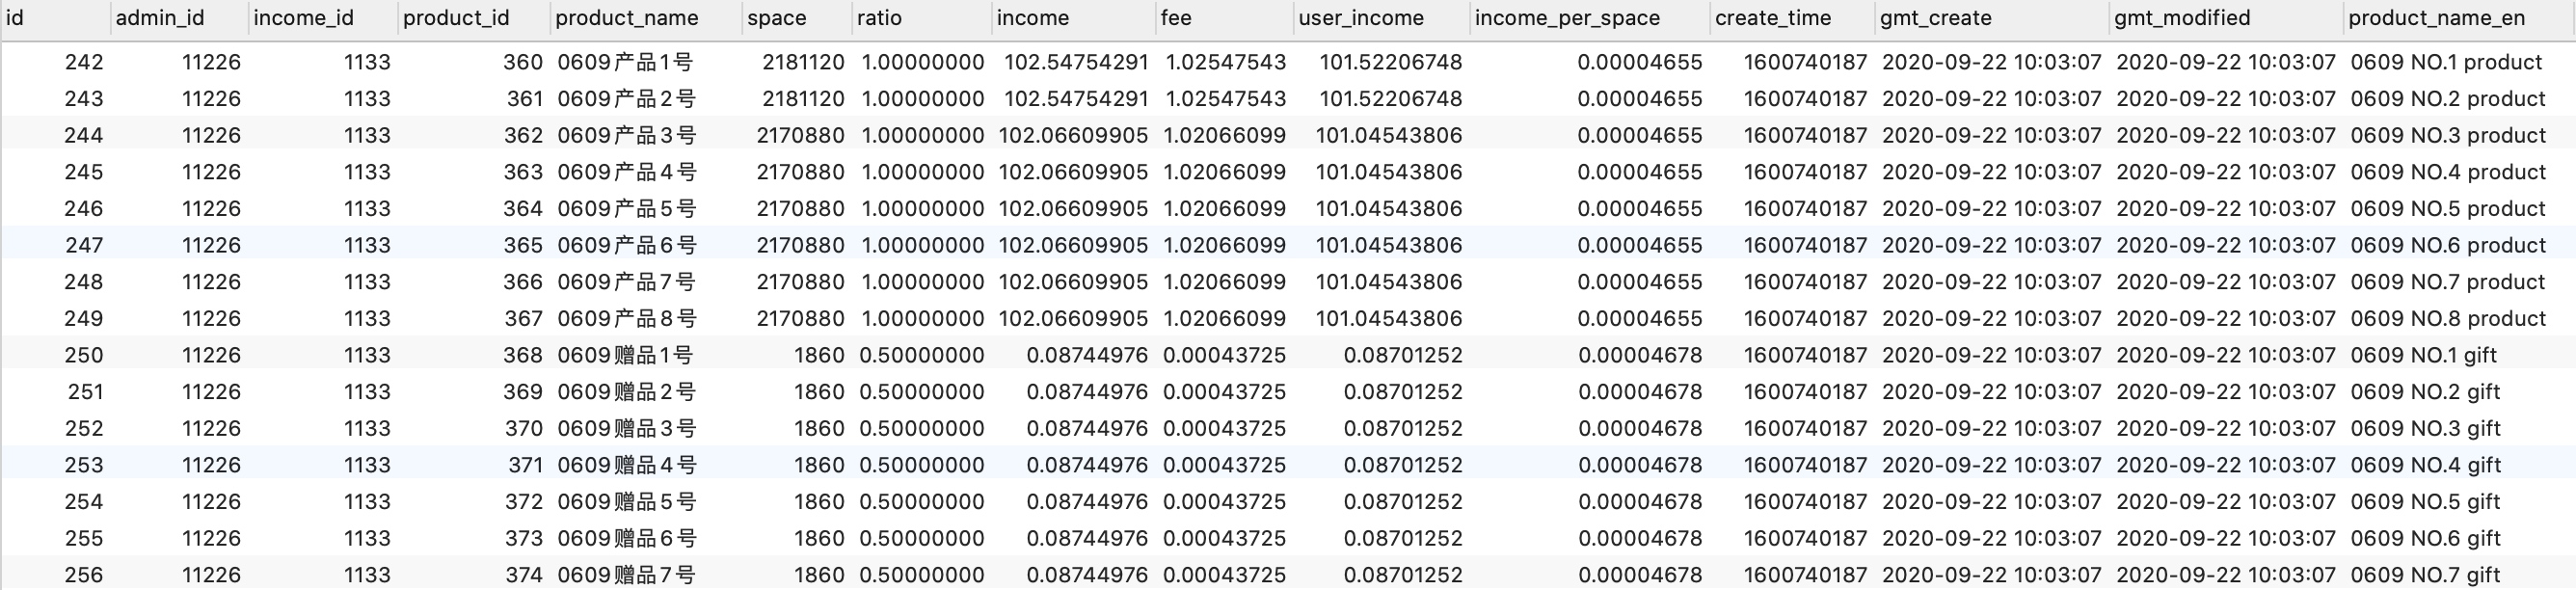 id admin_id income_id product_id product_name space ratio income fee user_income income_per_space create_time gmt_create gmt_modified product_name_en
242 11226 1133 360 0609产品1号 2181120 1.00000000 102.54754291 1.02547543 101.52206748 0.00004655 1600740187 2020-09-22 10:03:07 2020-09-22 10:03:07 0609 NO.1 product
243 11226 1133 361 0609产品2号 2181120 1.00000000 102.54754291 1.02547543 101.52206748 0.00004655 1600740187 2020-09-22 10:03:07 2020-09-22 10:03:07 0609 NO.2 product
244 11226 1133 362 0609产品3号 2170880 1.00000000 102.06609905 1.02066099 101.04543806 0.00004655 1600740187 2020-09-22 10:03:07 2020-09-22 10:03:07 0609 NO.3 product
245 11226 1133 363 0609产品4号 2170880 1.00000000 102.06609905 1.02066099 101.04543806 0.00004655 1600740187 2020-09-22 10:03:07 2020-09-22 10:03:07 0609 NO.4 product
246 11226 1133 364 0609产品5号 2170880 1.00000000 102.06609905 1.02066099 101.04543806 0.00004655 1600740187 2020-09-22 10:03:07 2020-09-22 10:03:07 0609 NO.5 product
247 11226 1133 365 0609产品6号 2170880 1.00000000 102.06609905 1.02066099 101.04543806 0.00004655 1600740187 2020-09-22 10:03:07 2020-09-22 10:03:07 0609 NO.6 product
248 11226 1133 366 0609产品7号 2170880 1.00000000 102.06609905 1.02066099 101.04543806 0.00004655 1600740187 2020-09-22 10:03:07 2020-09-22 10:03:07 0609 NO.7 product
249 11226 1133 367 0609产品8号 2170880 1.00000000 102.06609905 1.02066099 101.04543806 0.00004655 1600740187 2020-09-22 10:03:07 2020-09-22 10:03:07 0609 NO.8 product
250 11226 1133 368 0609赠品1号 1860 0.50000000 0.08744976 0.00043725 0.08701252 0.00004678 1600740187 2020-09-22 10:03:07 2020-09-22 10:03:07 0609 NO.1 gift
251 11226 1133 369 0609赠品2号 1860 0.50000000 0.08744976 0.00043725 0.08701252 0.00004678 1600740187 2020-09-22 10:03:07 2020-09-22 10:03:07 0609 NO.2 gift
252 11226 1133 370 0609赠品3号 1860 0.50000000 0.08744976 0.00043725 0.08701252 0.00004678 1600740187 2020-09-22 10:03:07 2020-09-22 10:03:07 0609 NO.3 gift
253 11226 1133 371 0609赠品4号 1860 0.50000000 0.08744976 0.00043725 0.08701252 0.00004678 1600740187 2020-09-22 10:03:07 2020-09-22 10:03:07 0609 NO.4 gift
254 11226 1133 372 0609赠品5号 1860 0.50000000 0.08744976 0.00043725 0.08701252 0.00004678 1600740187 2020-09-22 10:03:07 2020-09-22 10:03:07 0609 NO.5 gift
255 11226 1133 373 0609赠品6号 1860 0.50000000 0.08744976 0.00043725 0.08701252 0.00004678 1600740187 2020-09-22 10:03:07 2020-09-22 10:03:07 0609 NO.6 gift
256 11226 1133 374 0609赠品7号 1860 0.50000000 0.08744976 0.00043725 0.08701252 0.00004678 1600740187 2020-09-22 10:03:07 2020-09-22 10:03:07 0609 NO.7 gift